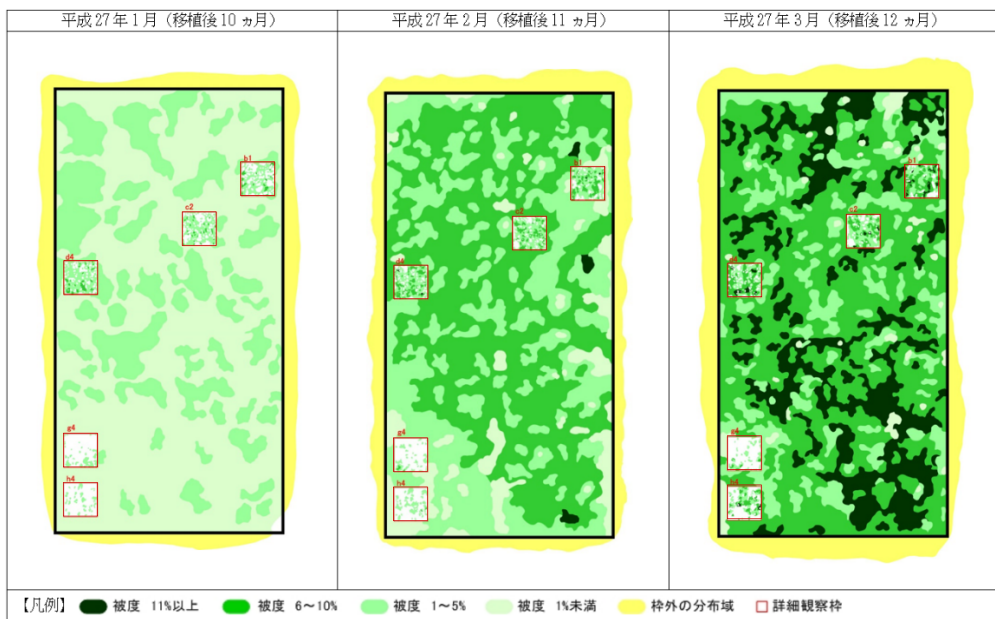 平成27年1月（移植後10ヵ月）
平成27年2月（移植後11ヵ月）
平成27年3月（移植後12ヵ月）
b1
c2
d4
g4
h4
b1
c2
d4
g4
h4
b1
c2
d4
g4
h4
【凡例】 被度 11%以上 被度 6～10% 被度 1～5% 被度 1%未満 枠外の分布域 詳細観察枠